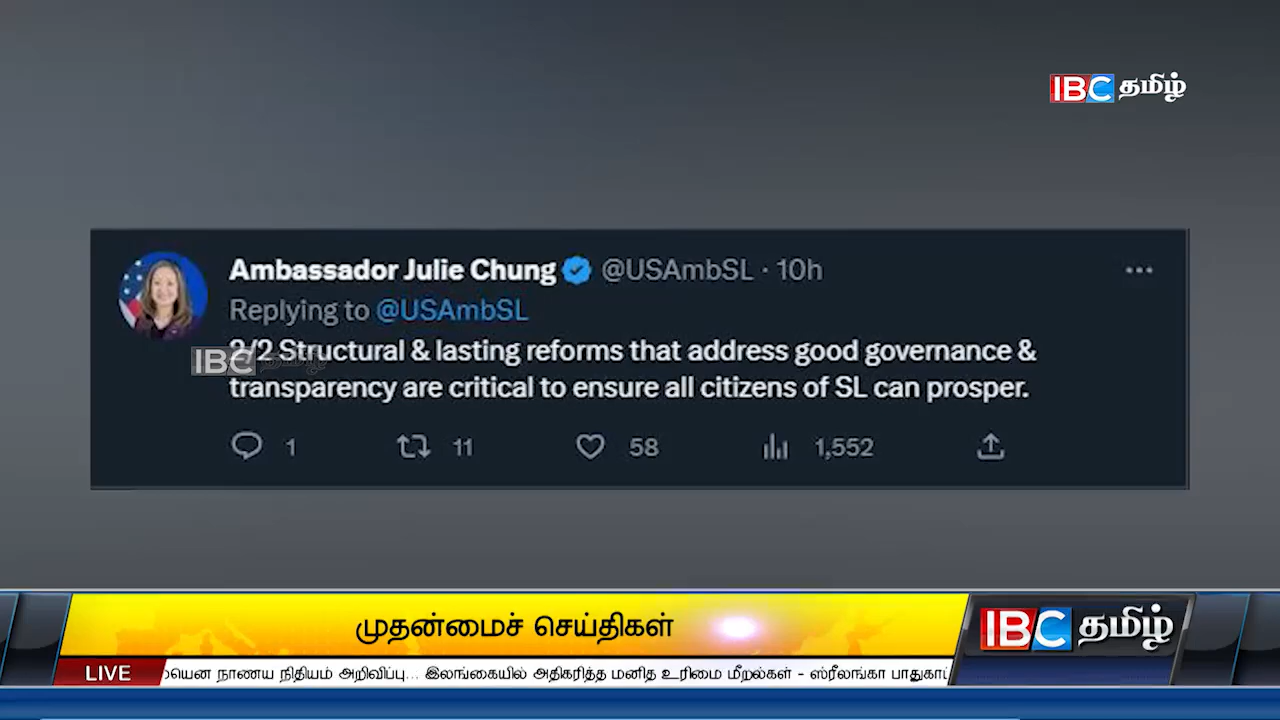 IBC தமிழ்
Ambassador Julie Chung @USAmbSL · 10h
Replying to @USAmbSL
2/2 Structural & lasting reforms that address good governance &
transparency are critical to ensure all citizens of SL can prosper.
IBC தமிழ்
1 11 58 1,552
முதன்மைச் செய்திகள்
IBC தமிழ்
LIVE
நாணய நிதியம் அறிவிப்பு... இலங்கையில் அதிகரித்த மனித உரிமை மீறல்கள் - ஸ்ரீலங்கா